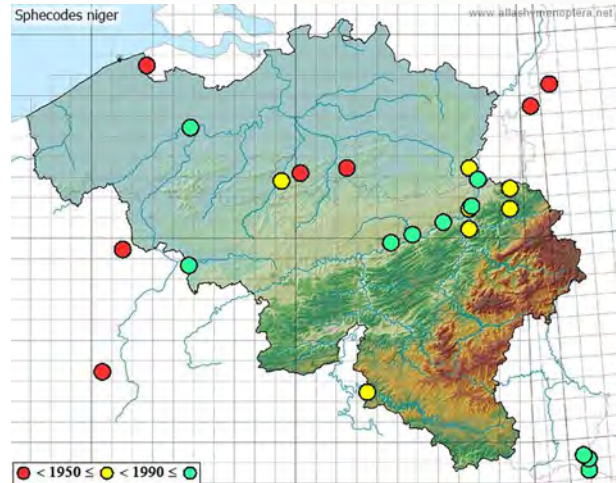 Sphecodes niger
www.atlashymenoptera.net
< 1950 ≤ < 1990 ≤